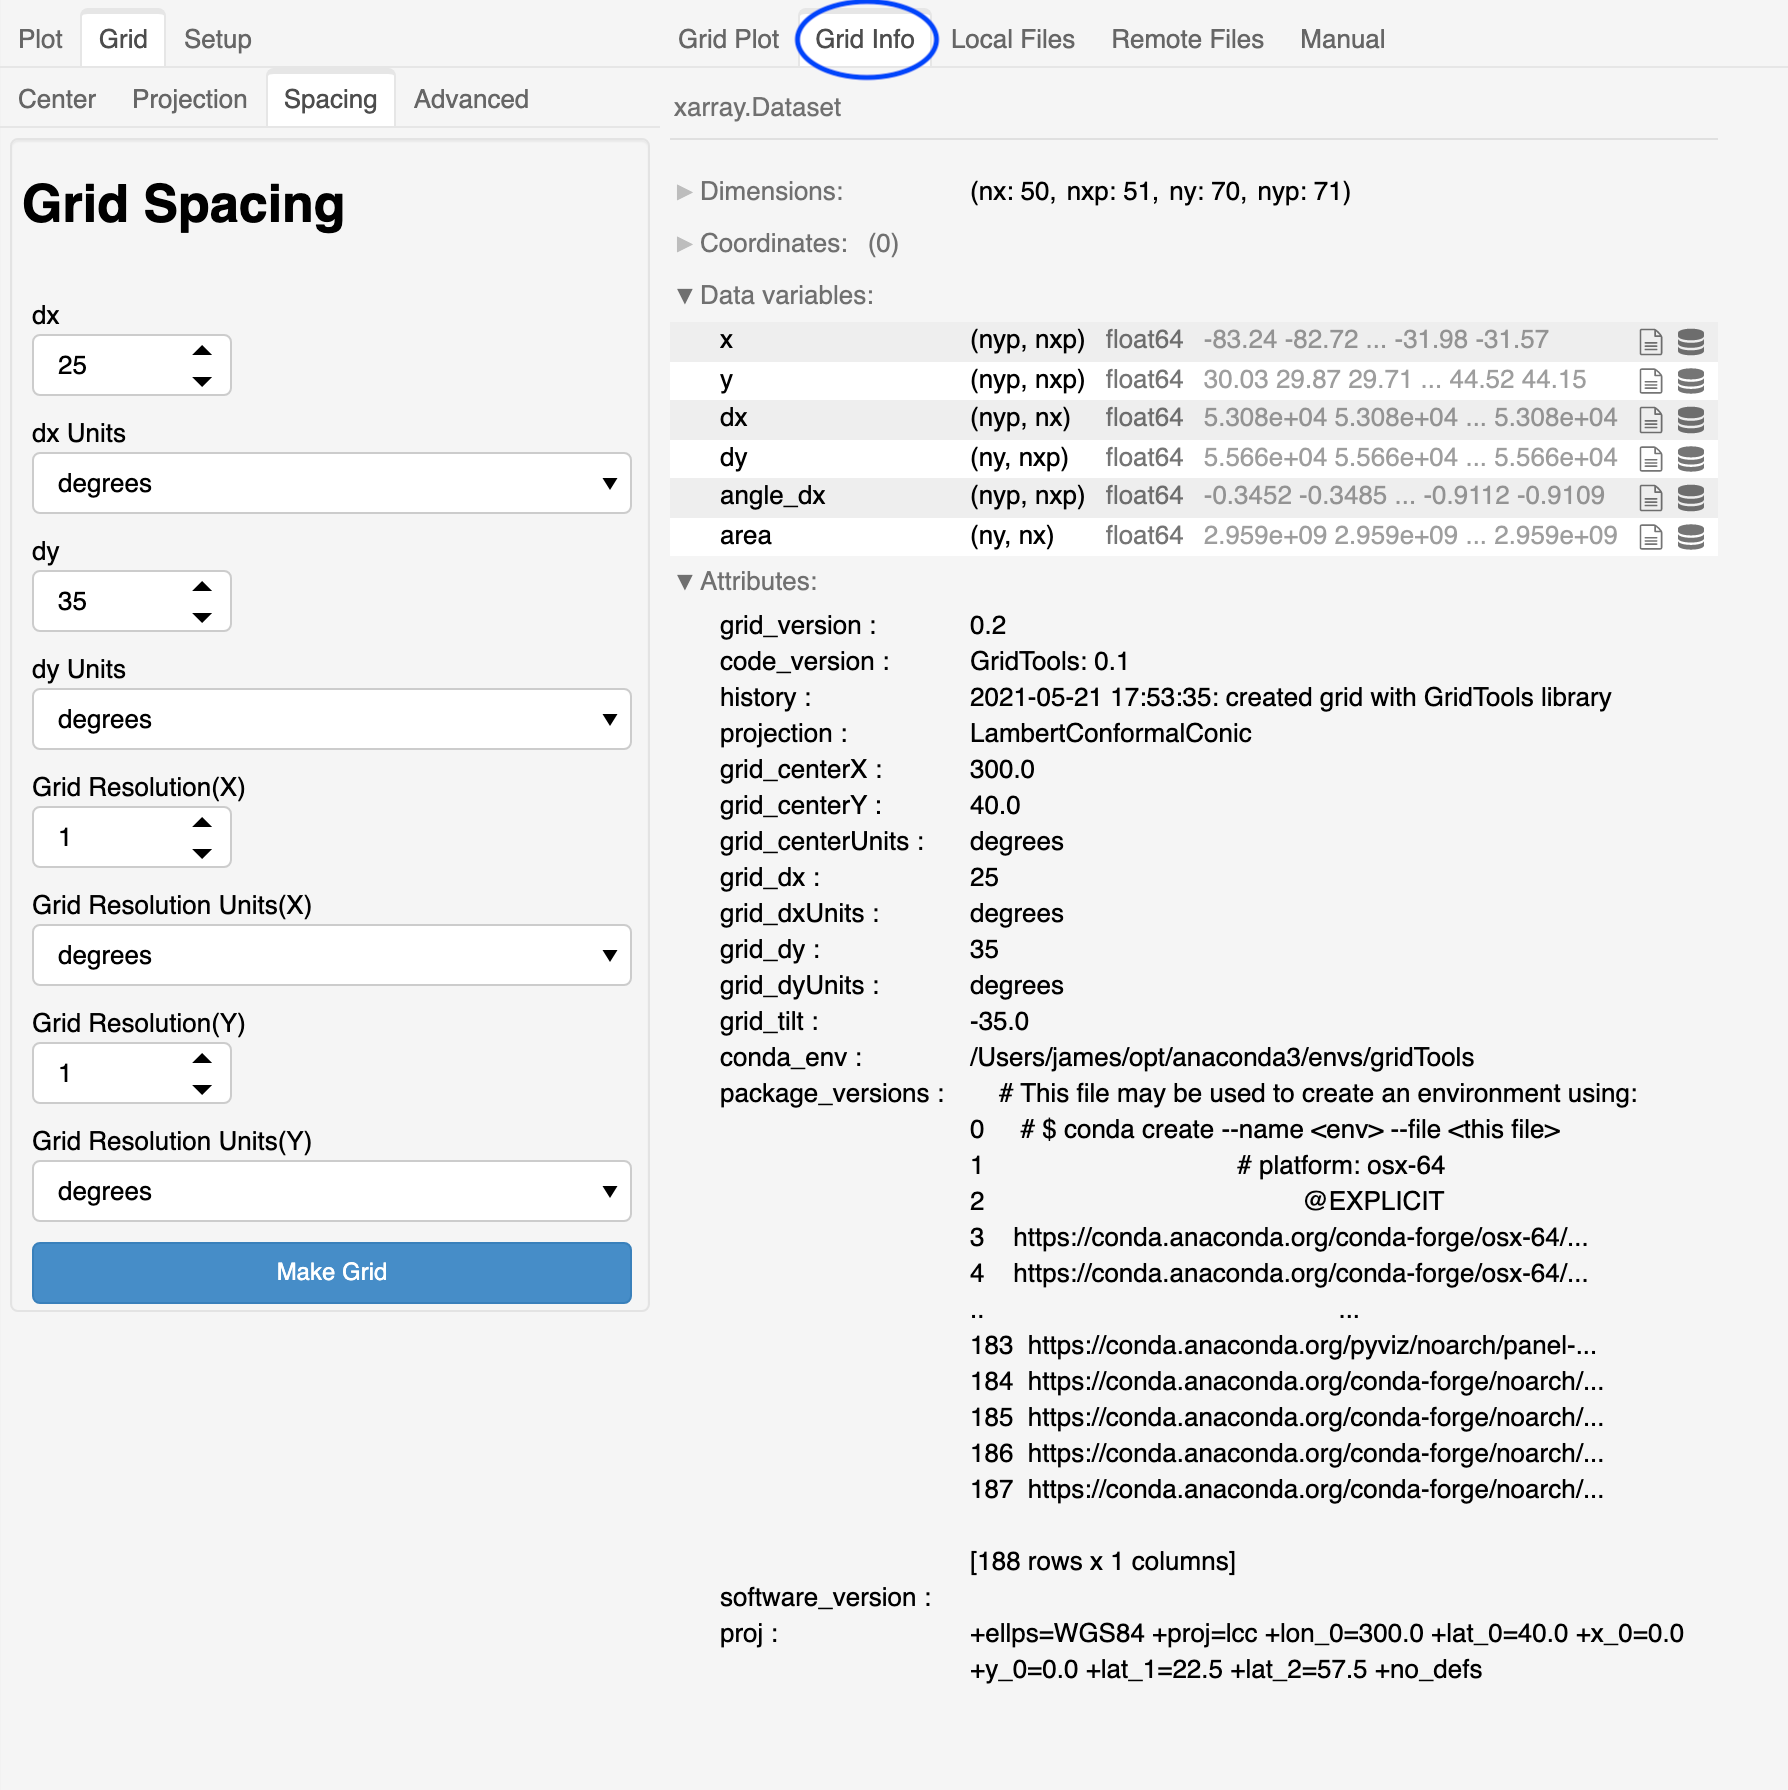 Plot Grid Setup
Center Projection Spacing Advanced
Grid Spacing
dx
25
dx Units
degrees
dy
35
dy Units
degrees
Grid Resolution(X)
1
Grid Resolution Units(X)
degrees
Grid Resolution(Y)
1
Grid Resolution Units(Y)
degrees
Make Grid
Grid Plot Grid Info Local Files Remote Files Manual
xarray.Dataset
Dimensions: (nx: 50, nxp: 51, ny: 70, nyp: 71)
Coordinates: (0)
Data variables:
x (nyp, nxp) float64 -83.24 -82.72 ... -31.98 -31.57
y (nyp, nxp) float64 30.03 29.87 29.71 ... 44.52 44.15
dx (nyp, nx) float64 5.308e+04 5.308e+04 ... 5.308e+04
dy (ny, nxp) float64 5.566e+04 5.566e+04 ... 5.566e+04
angle_dx (nyp, nxp) float64 -0.3452 -0.3485 ... -0.9112 -0.9109
area (ny, nx) float64 2.959e+09 2.959e+09 ... 2.959e+09
Attributes:
grid_version : 0.2
code_version : GridTools: 0.1
history : 2021-05-21 17:53:35: created grid with GridTools library
projection : LambertConformalConic
grid_centerX : 300.0
grid_centerY : 40.0
grid_centerUnits : degrees
grid_dx : 25
grid_dxUnits : degrees
grid_dy : 35
grid_dyUnits : degrees
grid_tilt : -35.0
conda_env : /Users/james/opt/anaconda3/envs/gridTools
package_versions : # This file may be used to create an environment using:
0 # $ conda create --name <env> --file <this file>
1 # platform: osx-64
2 @EXPLICIT
3 https://conda.anaconda.org/conda-forge/osx-64/...
4 https://conda.anaconda.org/conda-forge/osx-64/...
.. ...
183 https://conda.anaconda.org/pyviz/noarch/panel-...
184 https://conda.anaconda.org/conda-forge/noarch/...
185 https://conda.anaconda.org/conda-forge/noarch/...
186 https://conda.anaconda.org/conda-forge/noarch/...
187 https://conda.anaconda.org/conda-forge/noarch/...
[188 rows x 1 columns]
software_version :
proj : +ellps=WGS84 +proj=lcc +lon_0=300.0 +lat_0=40.0 +x_0=0.0
+y_0=0.0 +lat_1=22.5 +lat_2=57.5 +no_defs